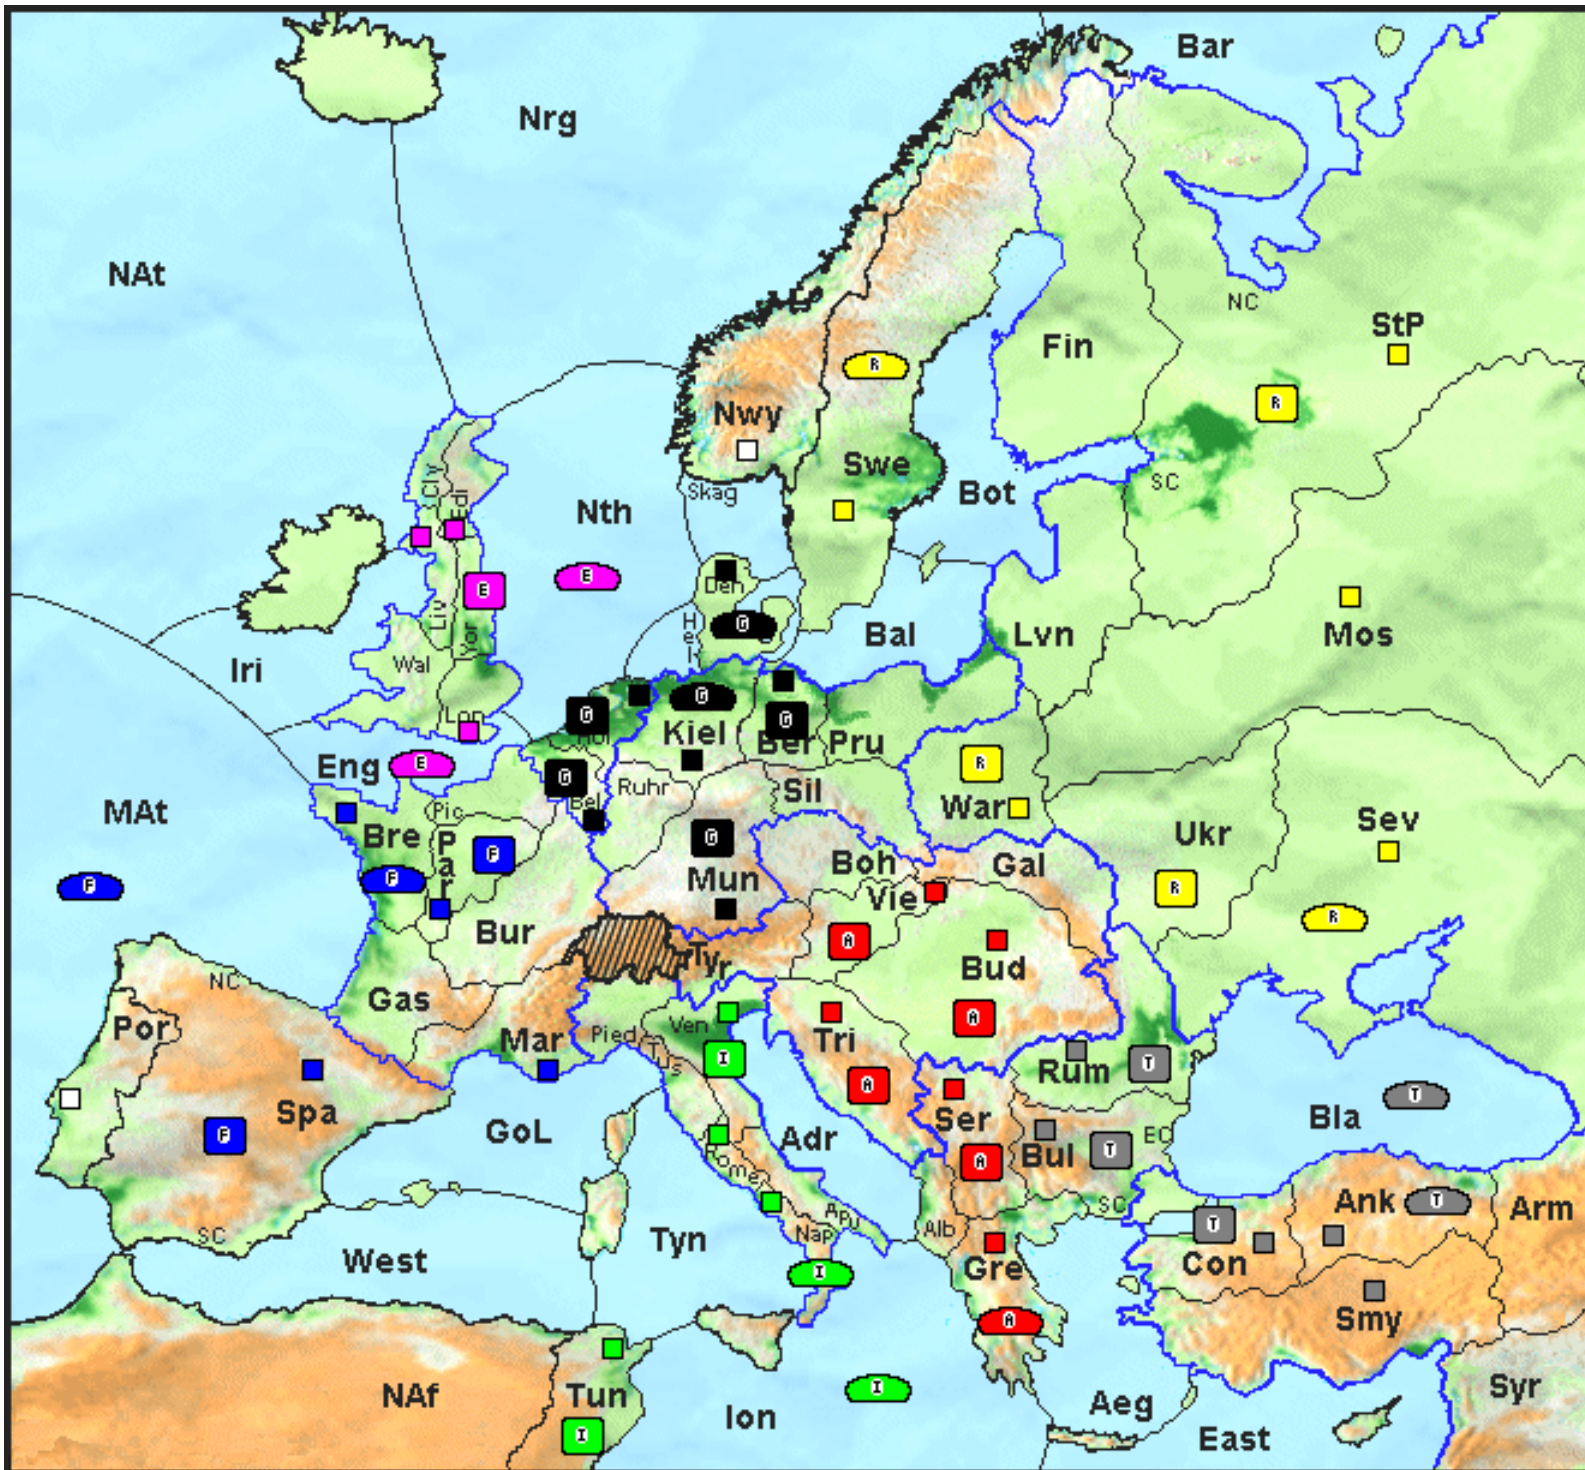 Bar
Nrg
NAt
NC
StP
Fin
Nwy
R
R
Swe
Skag
Bot
SC
Cly
Edi
Nth
E
E
Den
Hel
G
Bal
Lvn
Mos
Liv
Yor
Wal
Iri
Lon
G
Hol
G
Kiel
G
Ber
Pru
Eng
E
G
Bel
Ruhr
Sil
R
War
MAt
Pic
Bre
Par
F
F
F
G
Mun
Boh
Gal
Ukr
Sev
R
R
Vie
A
Bud
Bur
Tyr
NC
Gas
Por
Mar
Pied
Ven
Tus
I
Tri
A
A
Rum
T
Ser
Spa
F
GoL
Adr
A
Bul
T
EC
Bla
T
Rome
Apu
Nap
Alb
SC
SC
West
Tyn
I
Gre
A
T
Con
Ank
T
Arm
Smy
NAf
Tun
I
Ion
I
Aeg
East
Syr